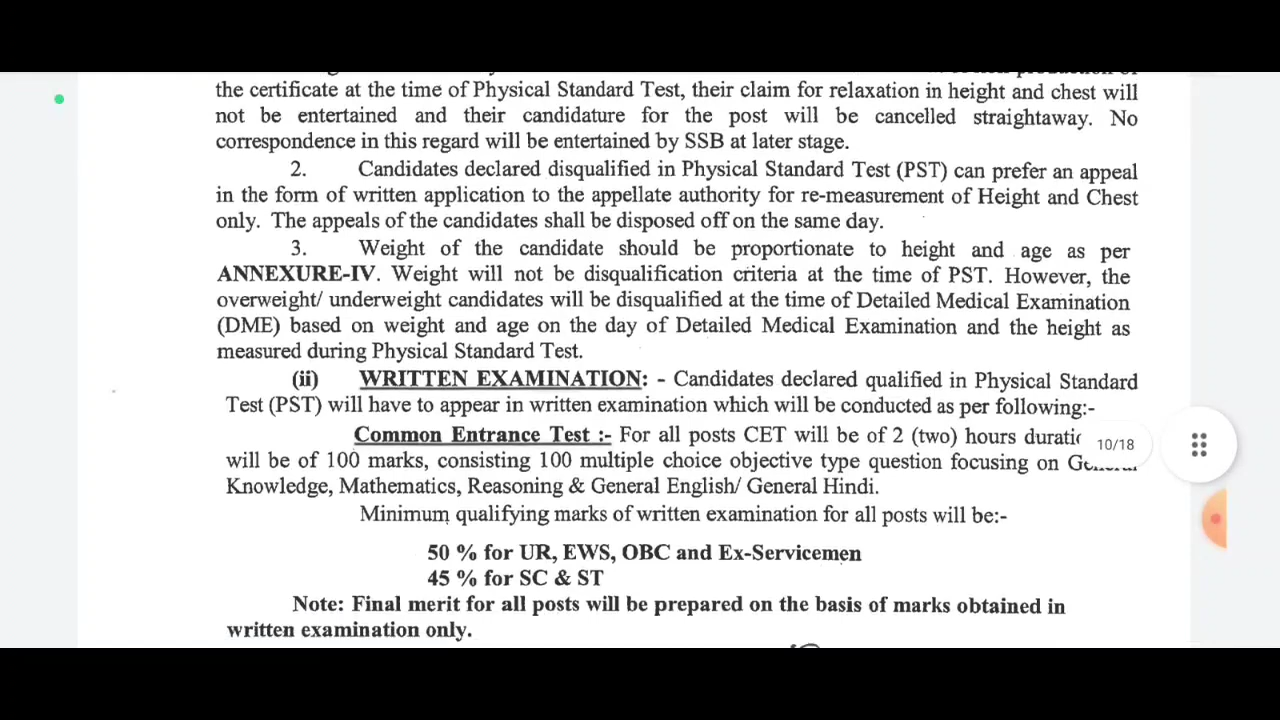 the certificate at the time of Physical Standard Test, their claim for relaxation in height and chest will
not be entertained and their candidature for the post will be cancelled straightaway. No
correspondence in this regard will be entertained by SSB at later stage.
2. Candidates declared disqualified in Physical Standard Test (PST) can prefer an appeal
in the form of written application to the appellate authority for re-measurement of Height and Chest
only. The appeals of the candidates shall be disposed off on the same day.
3. Weight of the candidate should be proportionate to height and age as per
ANNEXURE-IV. Weight will not be disqualification criteria at the time of PST. However, the
overweight/ underweight candidates will be disqualified at the time of Detailed Medical Examination
(DME) based on weight and age on the day of Detailed Medical Examination and the height as
measured during Physical Standard Test.
(ii) WRITTEN EXAMINATION: - Candidates declared qualified in Physical Standard
Test (PST) will have to appear in written examination which will be conducted as per following:-
Common Entrance Test :- For all posts CET will be of 2 (two) hours
10/18
will be of 100 marks, consisting 100 multiple choice objective type question focusing on
Knowledge, Mathematics, Reasoning & General English/ General Hindi.
Minimum qualifying marks of written examination for all posts will be:-
50 % for UR, EWS, OBC and Ex-Servicemen
45 % for SC & ST
Note: Final merit for all posts will be prepared on the basis of marks obtained in
written examination only.